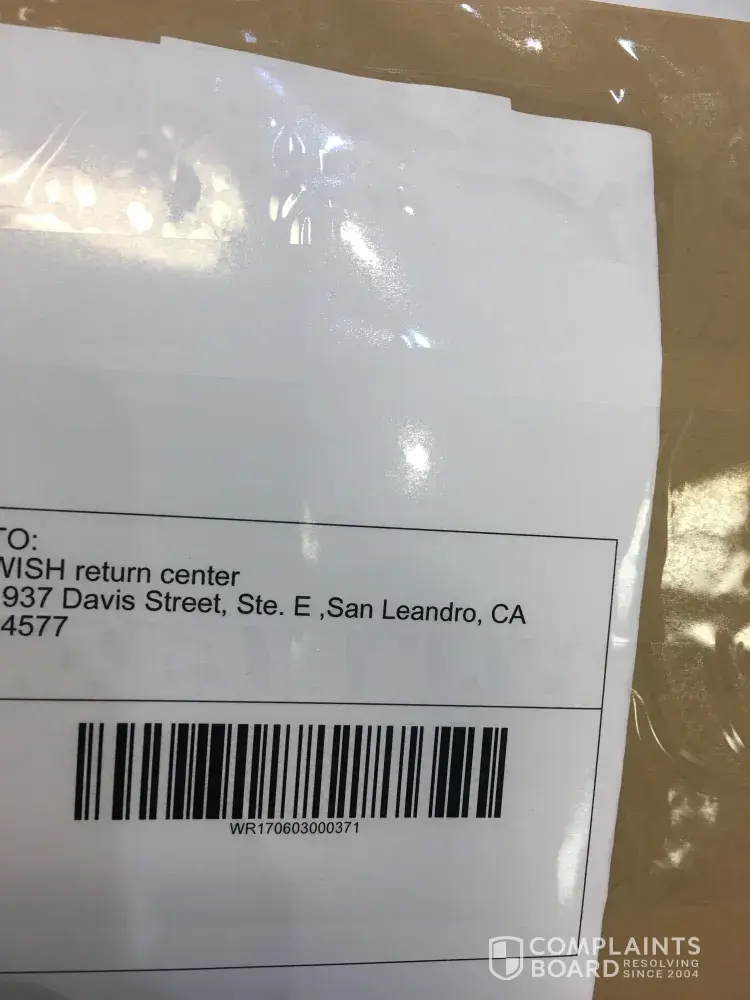 TO:
WISH return center
937 Davis Street, Ste. E ,San Leandro, CA
4577
WR170603000371
COMPLAINTS
BOARD RESOLVING
SINCE 2004